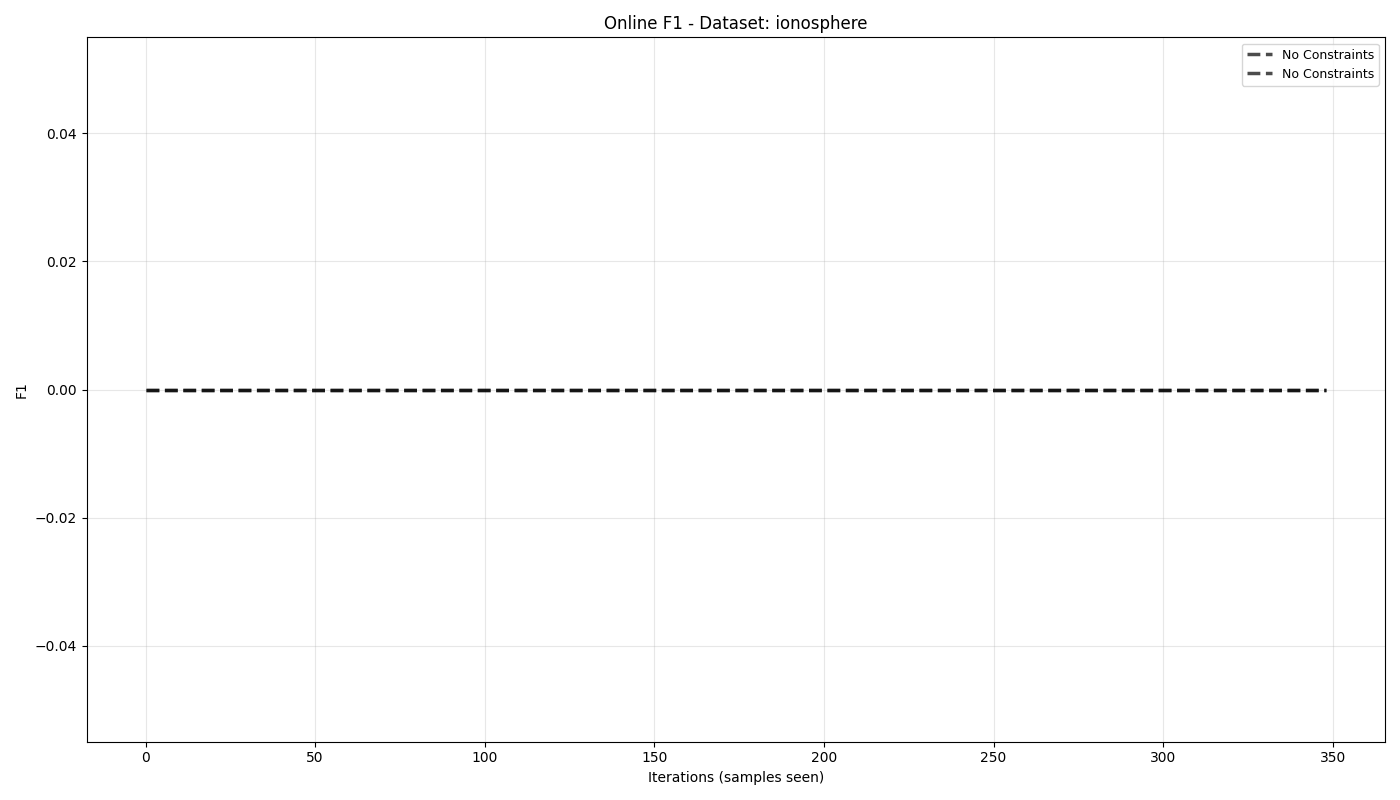 Online F1 - Dataset: ionosphere
No Constraints
No Constraints
F1
0.04
0.02
0.00
−0.02
−0.04
0 50 100 150 200 250 300 350
Iterations (samples seen)